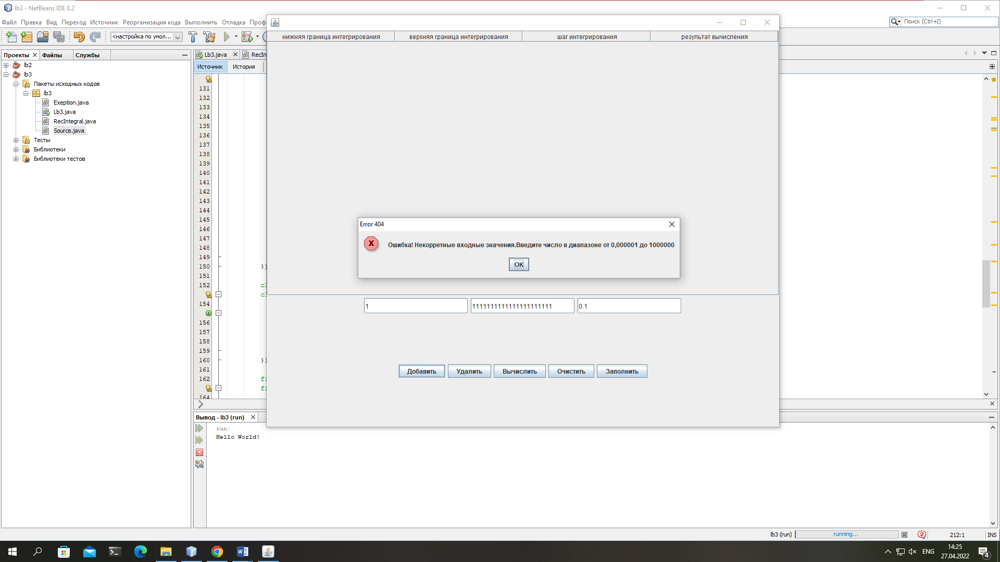 lb3 - NetBeans IDE 8.2
Файл Правка Вид Переход Источник Реорганизация кода Выполнить Отладка Проф
Поиск (Ctrl+I)
<настройка по умол...
Проекты Файлы Службы
lb2
lb3
Пакеты исходных кодов
lb3
Exeption.java
Lb3.java
RecIntegral.java
Source.java
Тесты
Библиотеки
Библиотеки тестов
Lb3.java RecIn
Источник История
131
132
133
134
135
136
137
138
139
140
141
142
143
144
145
146
147
148
149
150 })
151
152 cl
cl
154
156
157
158
159
160 })
161
162 fi
fi
164
нижняя граница интегрирования верхняя граница интегрирования шаг интегрирования результат вычисления
Error 404
Ошибка! Некорретные входные значения.Введите число в диапазоне от 0,000001 до 1000000
OK
1 1111111111111111111111 0.1
Добавить Удалить Вычислить Очистить Заполнить
Вывод - lb3 (run)
run:
Hello World!
lb3 (run) running... 2 212:1 INS
ENG 14:25
27.04.2022 4